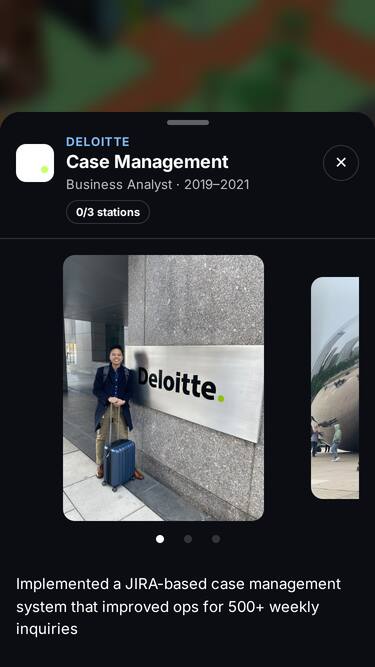 DELOITTE
Case Management
Business Analyst · 2019–2021
0/3 stations
Deloitte.
Implemented a JIRA-based case management
system that improved ops for 500+ weekly
inquiries